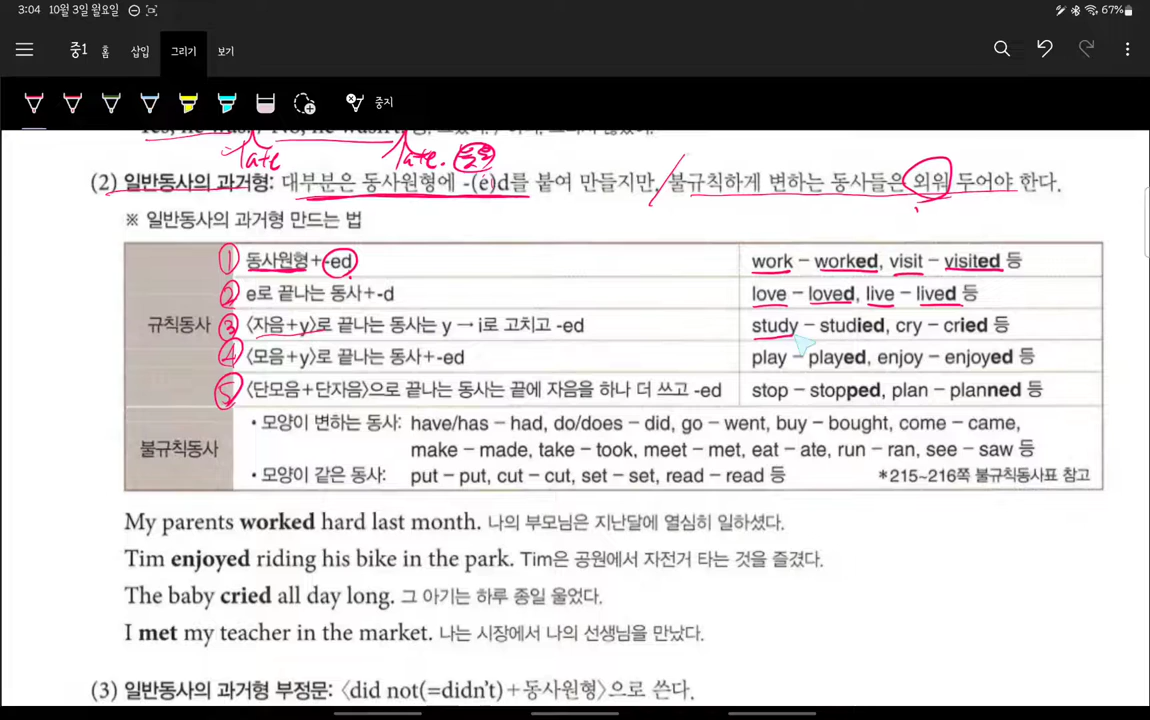 3:04 10월 3일 월요일 67%
중1 홈 삽입 그리기 보기
중지
Yes, he was. / No, he wasn't.
ate ate.
(2) 일반동사의 과거형: 대부분은 동사원형에 -(e)d를 붙여 만들지만, 불규칙하게 변하는 동사들은 외워 두어야 한다.
※ 일반동사의 과거형 만드는 법
규칙동사
① 동사원형+-ed work – worked, visit – visited 등
② e로 끝나는 동사+-d love – loved, live – lived 등
③ 〈자음+y〉로 끝나는 동사는 y → i로 고치고 -ed study – studied, cry – cried 등
④ 〈모음+y〉로 끝나는 동사+-ed play – played, enjoy – enjoyed 등
⑤ 〈단모음+단자음〉으로 끝나는 동사는 끝에 자음을 하나 더 쓰고 -ed stop – stopped, plan – planned 등
불규칙동사
• 모양이 변하는 동사: have/has – had, do/does – did, go – went, buy – bought, come – came,
make – made, take – took, meet – met, eat – ate, run – ran, see – saw 등
• 모양이 같은 동사: put – put, cut – cut, set – set, read – read 등 *215~216쪽 불규칙동사표 참고
My parents worked hard last month. 나의 부모님은 지난달에 열심히 일하셨다.
Tim enjoyed riding his bike in the park. Tim은 공원에서 자전거 타는 것을 즐겼다.
The baby cried all day long. 그 아기는 하루 종일 울었다.
I met my teacher in the market. 나는 시장에서 나의 선생님을 만났다.
(3) 일반동사의 과거형 부정문: 〈did not(=didn't)+동사원형〉으로 쓴다.